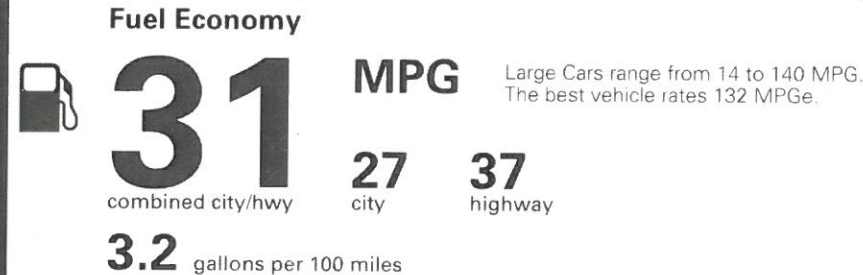 Fuel Economy
31 MPG
Large Cars range from 14 to 140 MPG.
The best vehicle rates 132 MPGe.
combined city/hwy
27
city
37
highway
3.2 gallons per 100 miles